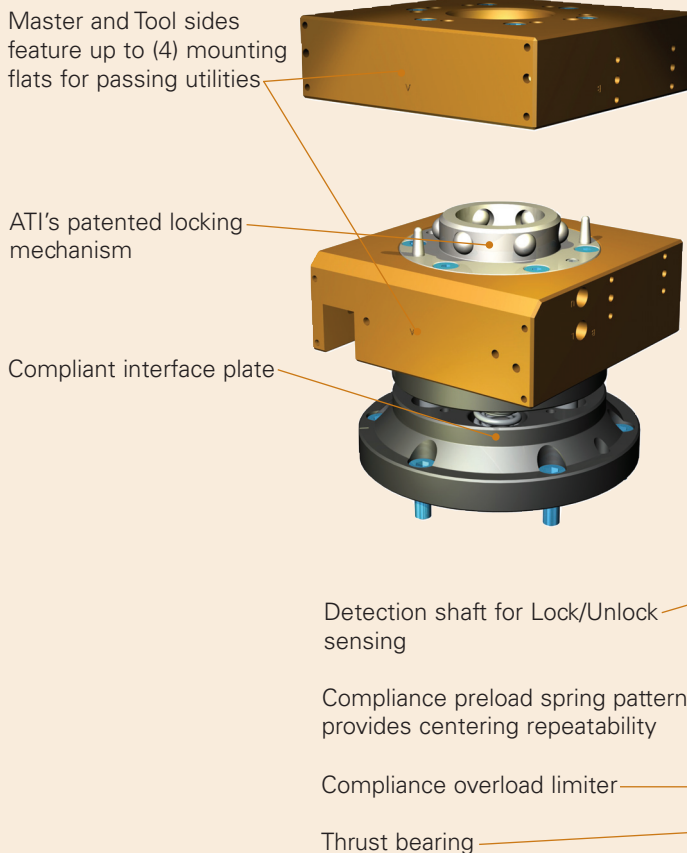 Master and Tool sides
feature up to (4) mounting
flats for passing utilities
ATI's patented locking
mechanism
Compliant interface plate
Detection shaft for Lock/Unlock
sensing
Compliance preload spring pattern
provides centering repeatability
Compliance overload limiter
Thrust bearing